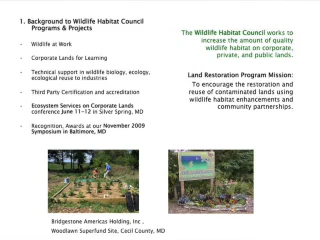 1. Background to Wildlife Habitat Council
Programs & Projects
- Wildlife at Work
- Corporate Lands for Learning
- Technical support in wildlife biology, ecology,
ecological reuse to industries
- Third Party Certification and accreditation
- Ecosystem Services on Corporate Lands
conference June 11-12 in Silver Spring, MD
- Recognition, Awards at our November 2009
Symposium in Baltimore, MD
The Wildlife Habitat Council works to
increase the amount of quality
wildlife habitat on corporate,
private, and public lands.
Land Restoration Program Mission:
To encourage the restoration and
reuse of contaminated lands using
wildlife habitat enhancements and
community partnerships.
Bridgestone Americas Holding, Inc ,
Woodlawn Superfund Site, Cecil County, MD